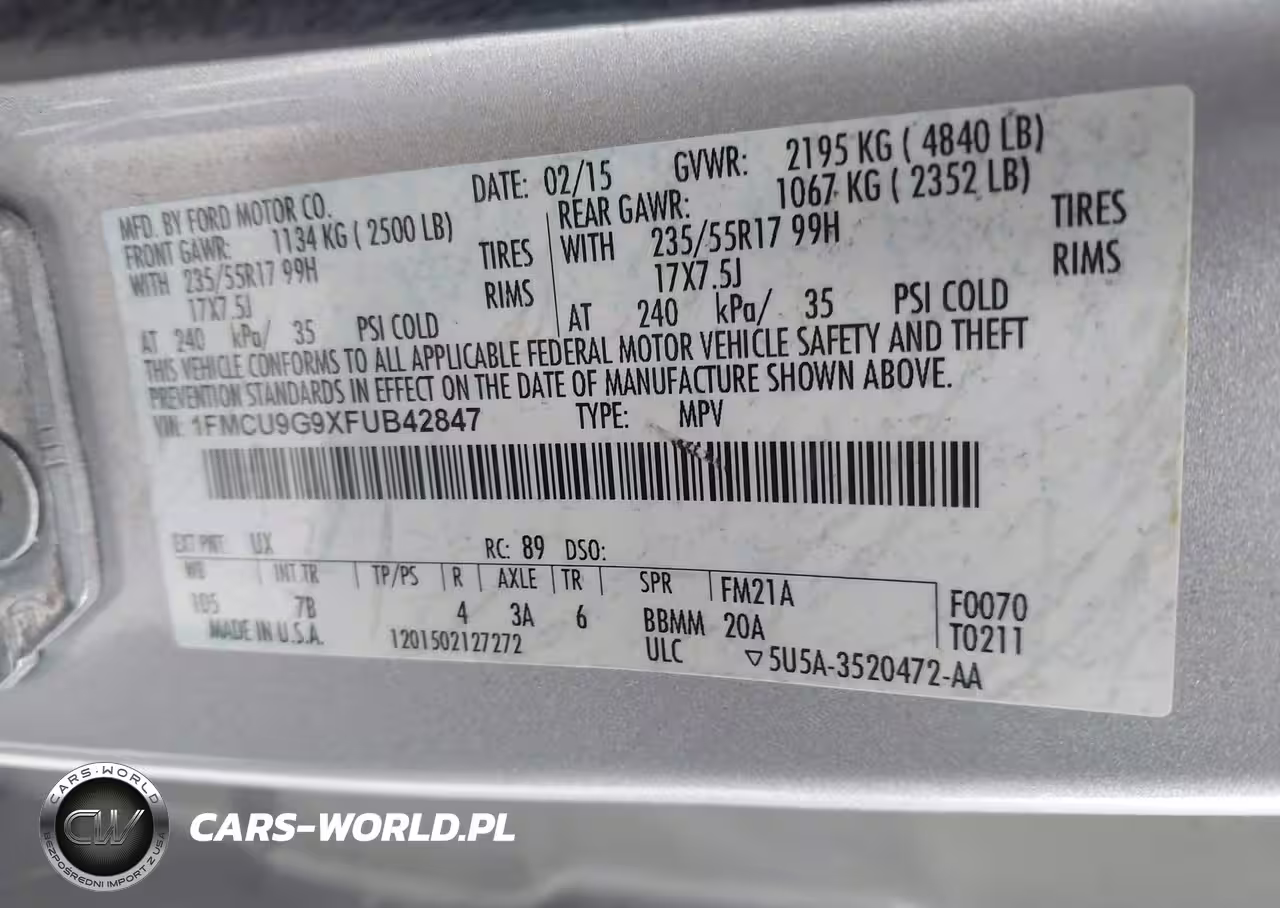 MFD. BY FORD MOTOR CO. DATE: 02/15 GVWR: 2195 KG ( 4840 LB)
FRONT GAWR: 1134 KG ( 2500 LB) REAR GAWR: 1067 KG ( 2352 LB)
WITH 235/55R17 99H TIRES WITH 235/55R17 99H TIRES
17X7.5J RIMS 17X7.5J RIMS
AT 240 kPa/ 35 PSI COLD AT 240 kPa/ 35 PSI COLD
THIS VEHICLE CONFORMS TO ALL APPLICABLE FEDERAL MOTOR VEHICLE SAFETY AND THEFT
PREVENTION STANDARDS IN EFFECT ON THE DATE OF MANUFACTURE SHOWN ABOVE.
VIN: 1FMCU9G9XFUB42847 TYPE: MPV
EXT PNT: UX RC: 89 DSO:
WB INT TR TP/PS R AXLE TR SPR FM21A F0070
105 7B 4 3A 6 BBMM 20A T0211
MADE IN U.S.A. 1201502127272 ULC ▽5U5A-3520472-AA
CARS-WORLD
CW
BEZPOŚREDNI IMPORT Z USA
CARS-WORLD.PL